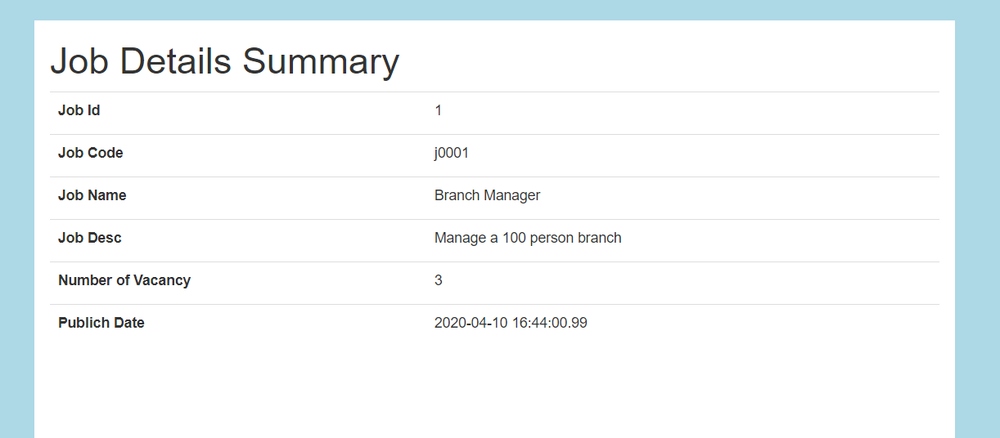 Job Details Summary
Job Id 1
Job Code j0001
Job Name Branch Manager
Job Desc Manage a 100 person branch
Number of Vacancy 3
Publich Date 2020-04-10 16:44:00.99